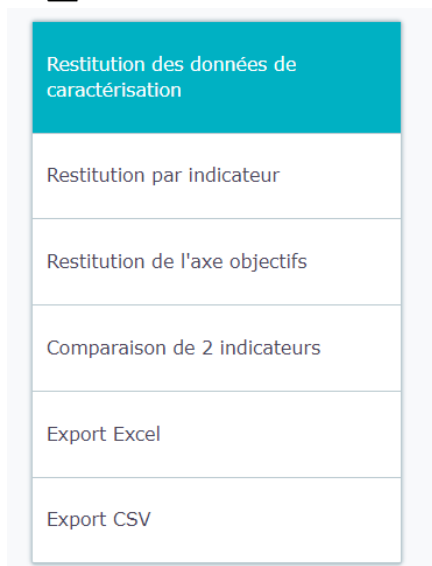 Restitution des données de
caractérisation
Restitution par indicateur
Restitution de l'axe objectifs
Comparaison de 2 indicateurs
Export Excel
Export CSV